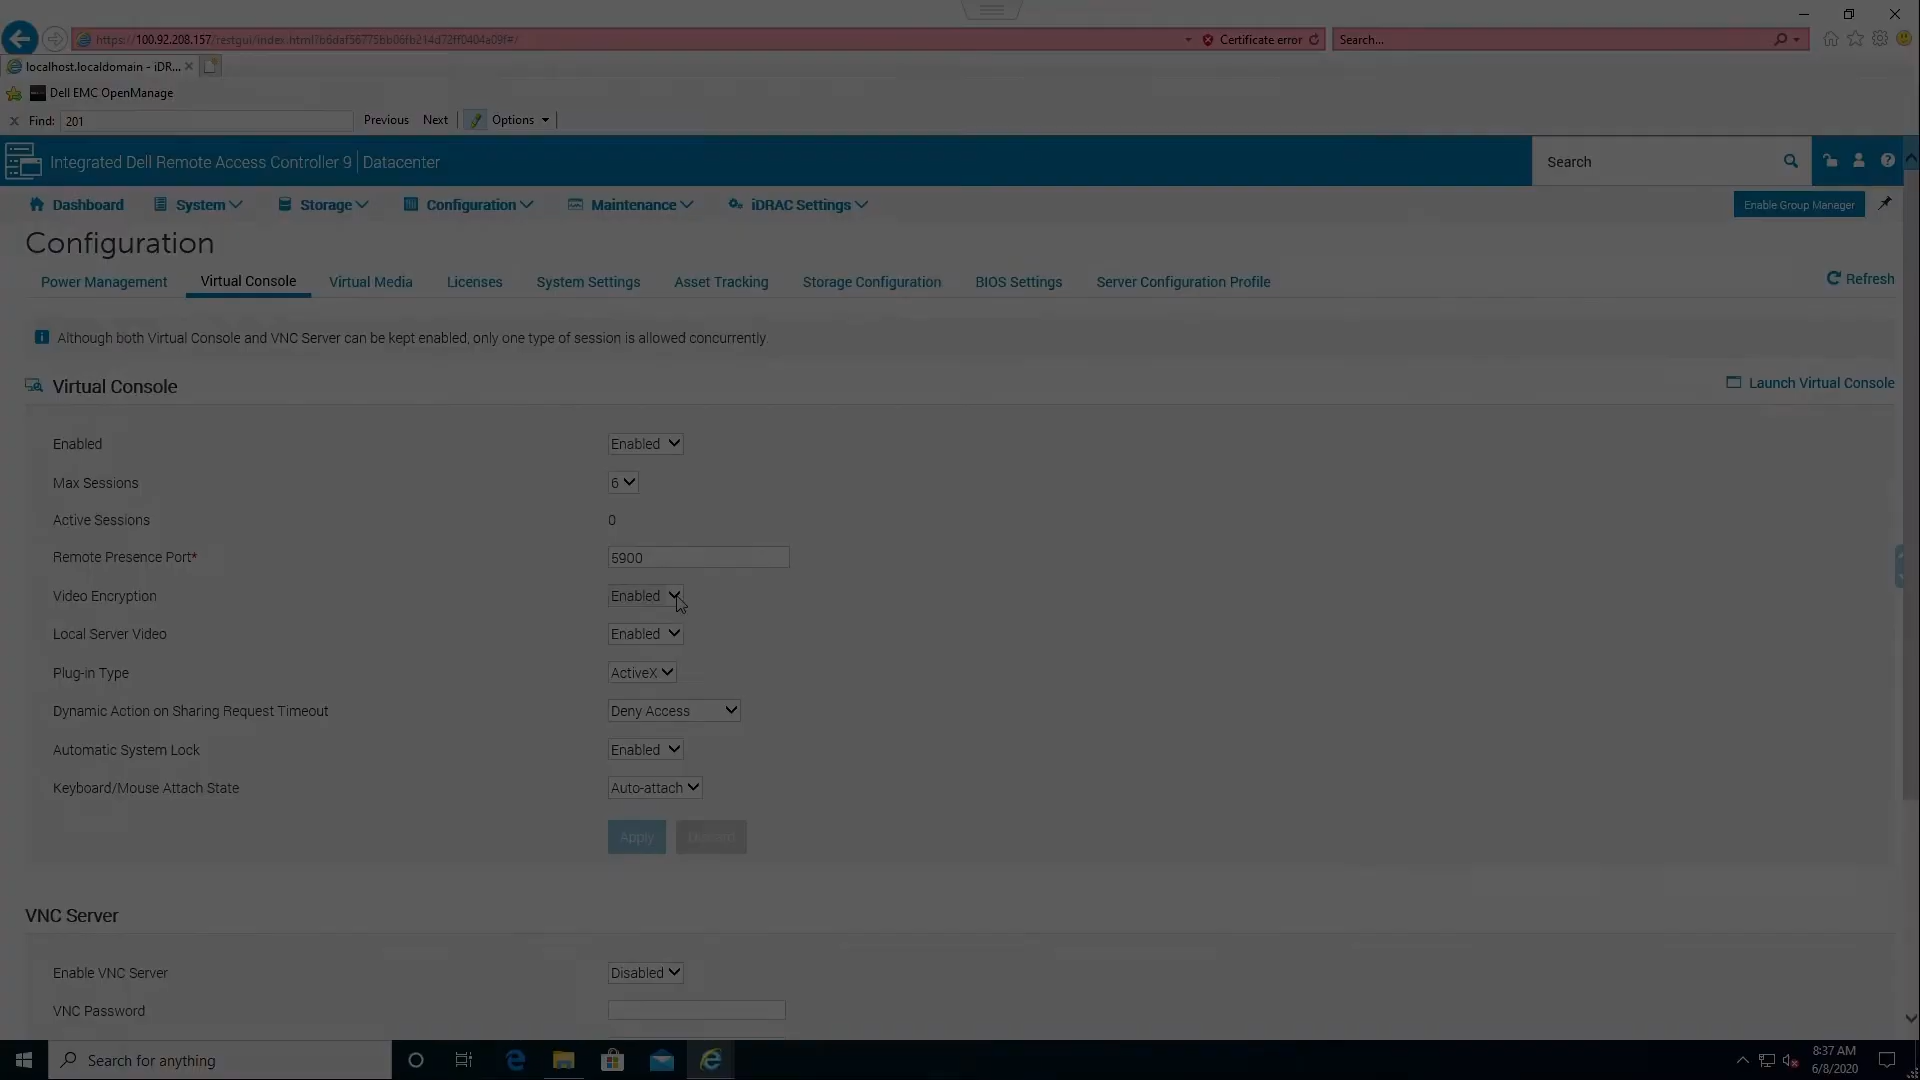 https://100.92.208.157/restgui/index.html?b6daf56775bb06fb214d72ff0404a09f#/
Certificate error
Search...
localhost.localdomain - iDR...
Dell EMC OpenManage
Find: 201 Previous Next Options
Integrated Dell Remote Access Controller 9 | Datacenter
Search
Dashboard System Storage Configuration Maintenance iDRAC Settings
Enable Group Manager
Configuration
Power Management Virtual Console Virtual Media Licenses System Settings Asset Tracking Storage Configuration BIOS Settings Server Configuration Profile
Refresh
Although both Virtual Console and VNC Server can be kept enabled, only one type of session is allowed concurrently.
Virtual Console
Launch Virtual Console
Enabled Enabled
Max Sessions 6
Active Sessions 0
Remote Presence Port* 5900
Video Encryption Enabled
Local Server Video Enabled
Plug-in Type ActiveX
Dynamic Action on Sharing Request Timeout Deny Access
Automatic System Lock Enabled
Keyboard/Mouse Attach State Auto-attach
Apply Discard
VNC Server
Enable VNC Server Disabled
VNC Password
Search for anything
8:37 AM
6/8/2020